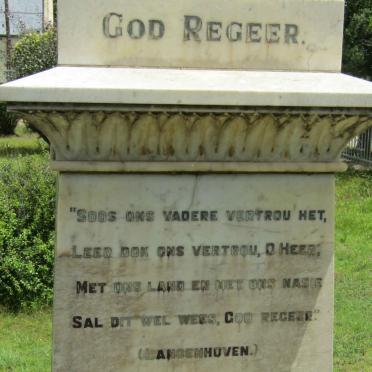 GOD REGEER.
"SOOS ONS VADERE VERTROU HET,
LEER OOK ONS VERTROU, O HEER;
MET ONS LAND EN MET ONS NASIE
SAL DIT WEL WEES, GOD REGEER."
(LANGENHOVEN.)